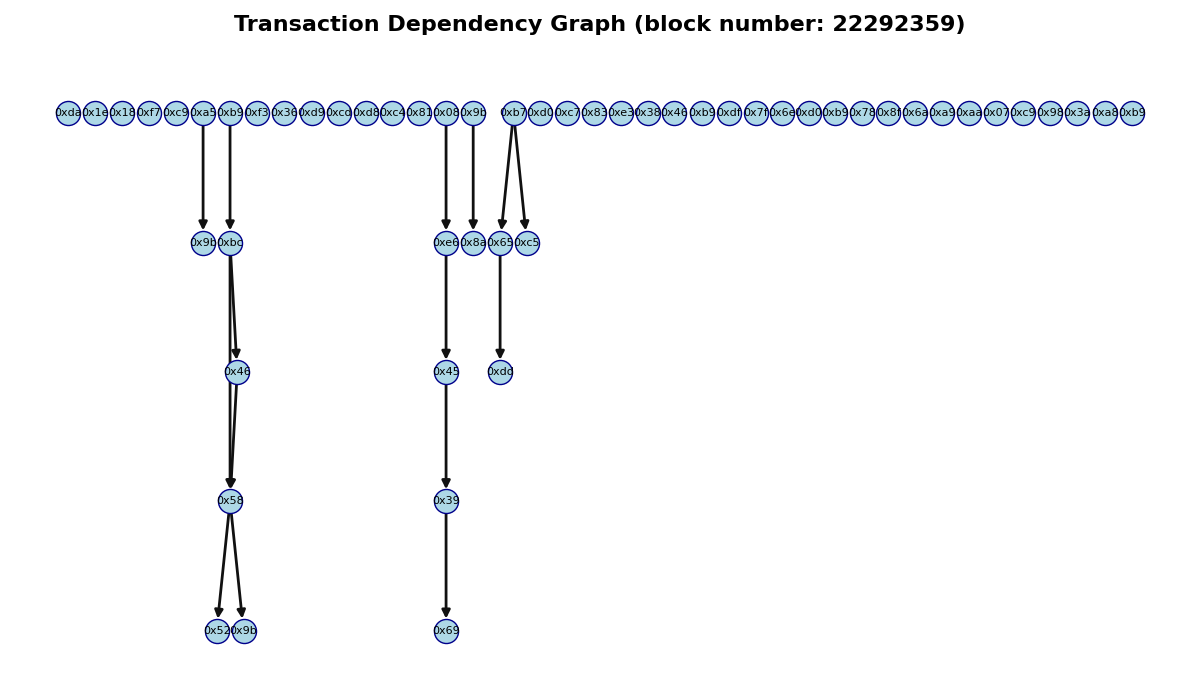 Transaction Dependency Graph (block number: 22292359)
0xda 0x1e 0x18 0xf7 0xc9 0xa5 0xb9 0xf3 0x36 0xd9 0xcd 0xd8 0xc4 0x81 0x08 0x9b 0xb7 0xd0 0xc7 0x83 0xe3 0x38 0x46 0xb9 0xdf 0x7f 0x6e 0xd0 0xb9 0x78 0x8f 0x6a 0xa9 0xaa 0x07 0xc9 0x98 0x3a 0xa8 0xb9
0x9b 0xbc 0xe6 0x8a 0x65 0xc5
0x46 0x45 0xdd
0x58 0x39
0x52 0x9b 0x69